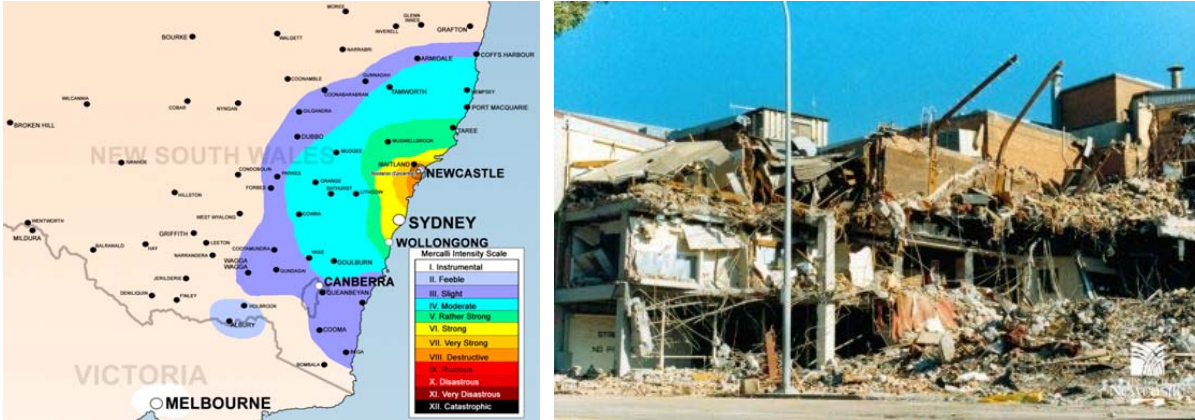 MOREE
GLENN
INNES
INVERELL
GRAFTON
BOURKE
WALGETT
NARRABRI
COFFS HARBOUR
ARMIDALE
GUNNADAH
COONAMBLE
COONABARABRAN
TAMWORTH
KEMPSEY
WILCANNIA
COBAR
NYNGAN
PORT MACQUARIE
GILGANDRA
BROKEN HILL
TAREE
DUBBO
MUSWELLBROOK
NEW SOUTH WALES
MUDGEE
IVANHOE
MAITLAND
NEWCASTLE
CONDOBOLIN
PARKES
ORANGE
BATHURST
LITHGOW
FORBES
HILLSTON
WEST WYALONG
COWRA
SYDNEY
WENTWORTH
MILDURA
GRIFFITH
LEETON
WOLLONGONG
BALRANALD
HAY
NARRANDERA
COOTAMUNDRA
YASS
GOULBURN
WAGGA
WAGGA
GUNDAGAI
JERILDERIE
CANBERRA
QUEANBEYAN
DENILIQUIN
FINLEY
HOLBROOK
ALBURY
COOMA
BEGA
BOMBALA
VICTORIA
MELBOURNE
Mercalli Intensity Scale
I. Instrumental
II. Feeble
III. Slight
IV. Moderate
V. Rather Strong
VI. Strong
VII. Very Strong
VIII. Destructive
IX. Ruinous
X. Disastrous
XI. Very Disastrous
XII. Catastrophic
Newcastle